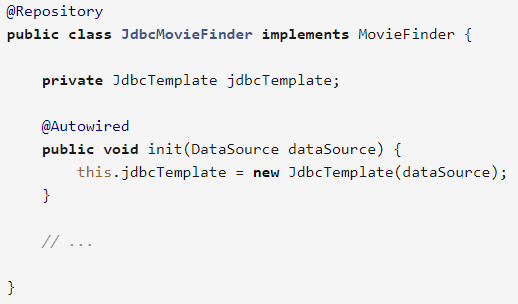 @Repository
public class JdbcMovieFinder implements MovieFinder {
    private JdbcTemplate jdbcTemplate;
    @Autowired
    public void init(DataSource dataSource) {
        this.jdbcTemplate = new JdbcTemplate(dataSource);
    }
    // ...
}